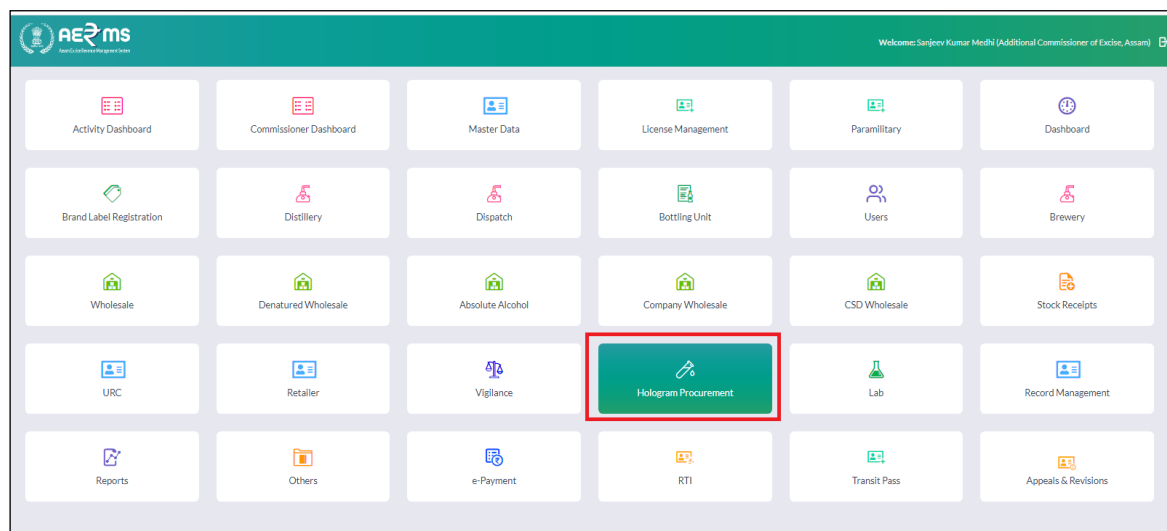 AERMS
Welcome: Sanjeev Kumar Medhi (Additional Commissioner of Excise, Assam)
Activity Dashboard
Commissioner Dashboard
Master Data
License Management
Paramilitary
Dashboard
Brand Label Registration
Distillery
Dispatch
Bottling Unit
Users
Brewery
Wholesale
Denatured Wholesale
Absolute Alcohol
Company Wholesale
CSD Wholesale
Stock Receipts
URC
Retailer
Vigilance
Hologram Procurement
Lab
Record Management
Reports
Others
e-Payment
RTI
Transit Pass
Appeals & Revisions